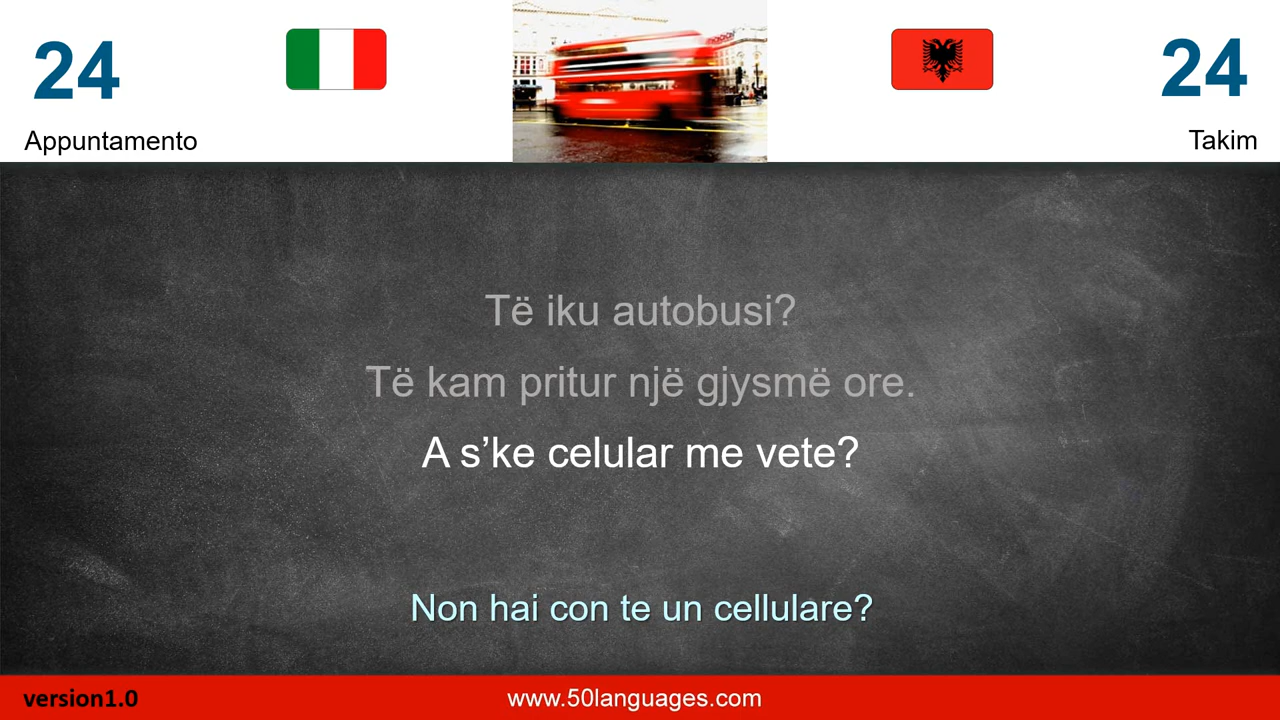 24
24
Appuntamento
Takim
Të iku autobusi?
Të kam pritur një gjysmë ore.
A s’ke celular me vete?
Non hai con te un cellulare?
version1.0
www.50languages.com